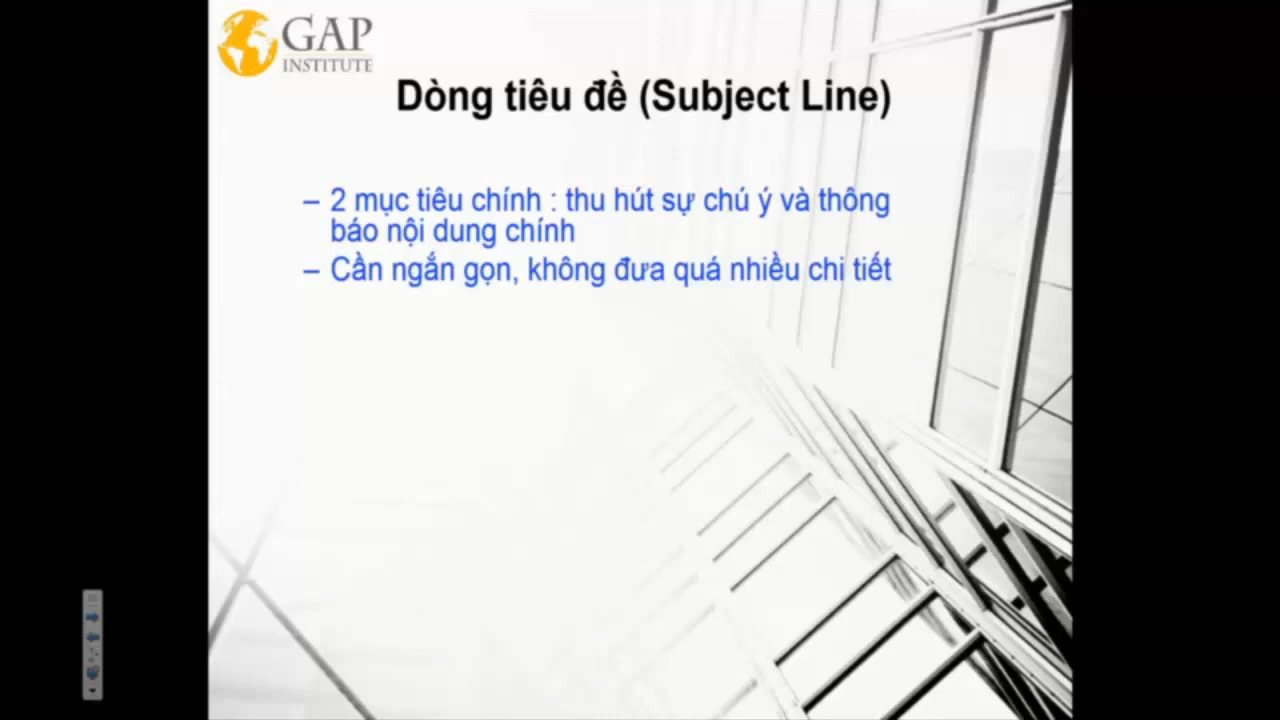 GAP
INSTITUTE
Dòng tiêu đề (Subject Line)
– 2 mục tiêu chính : thu hút sự chú ý và thông
báo nội dung chính
– Cần ngắn gọn, không đưa quá nhiều chi tiết